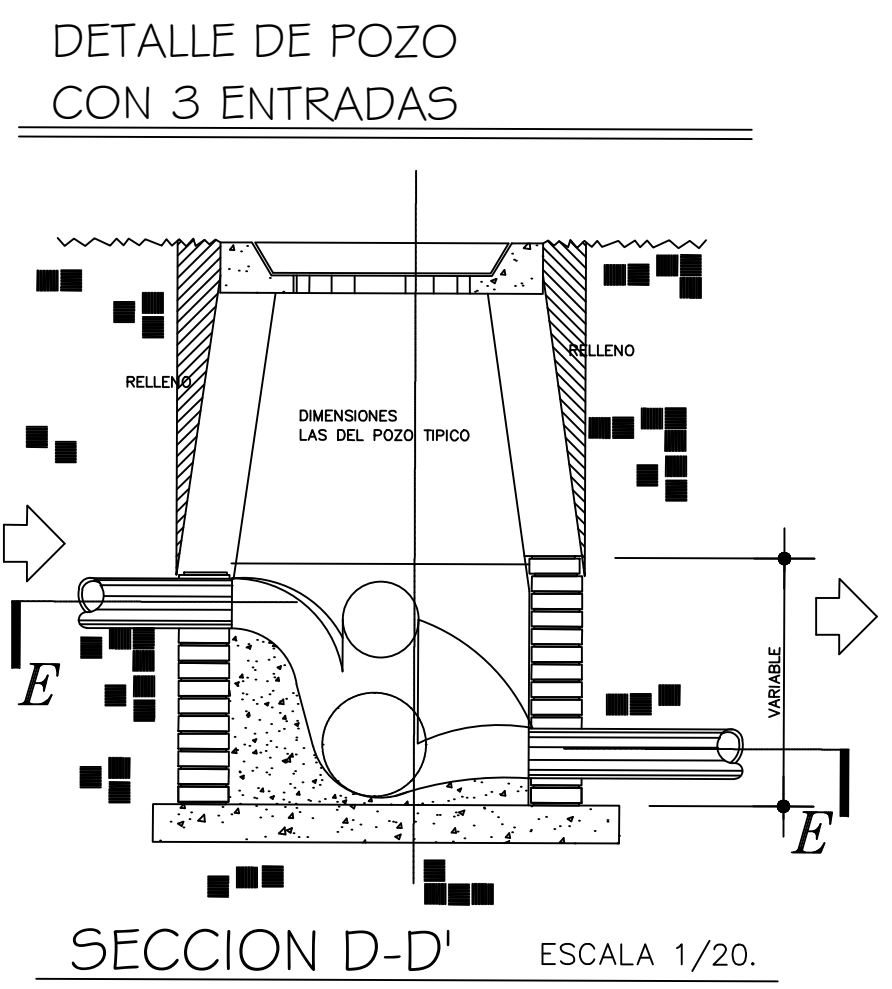 DETALLE DE POZO
CON 3 ENTRADAS
RELLENO
RELLENO
DIMENSIONES
LAS DEL POZO TIPICO
VARIABLE
E
E
SECCION D-D'
ESCALA 1/20.